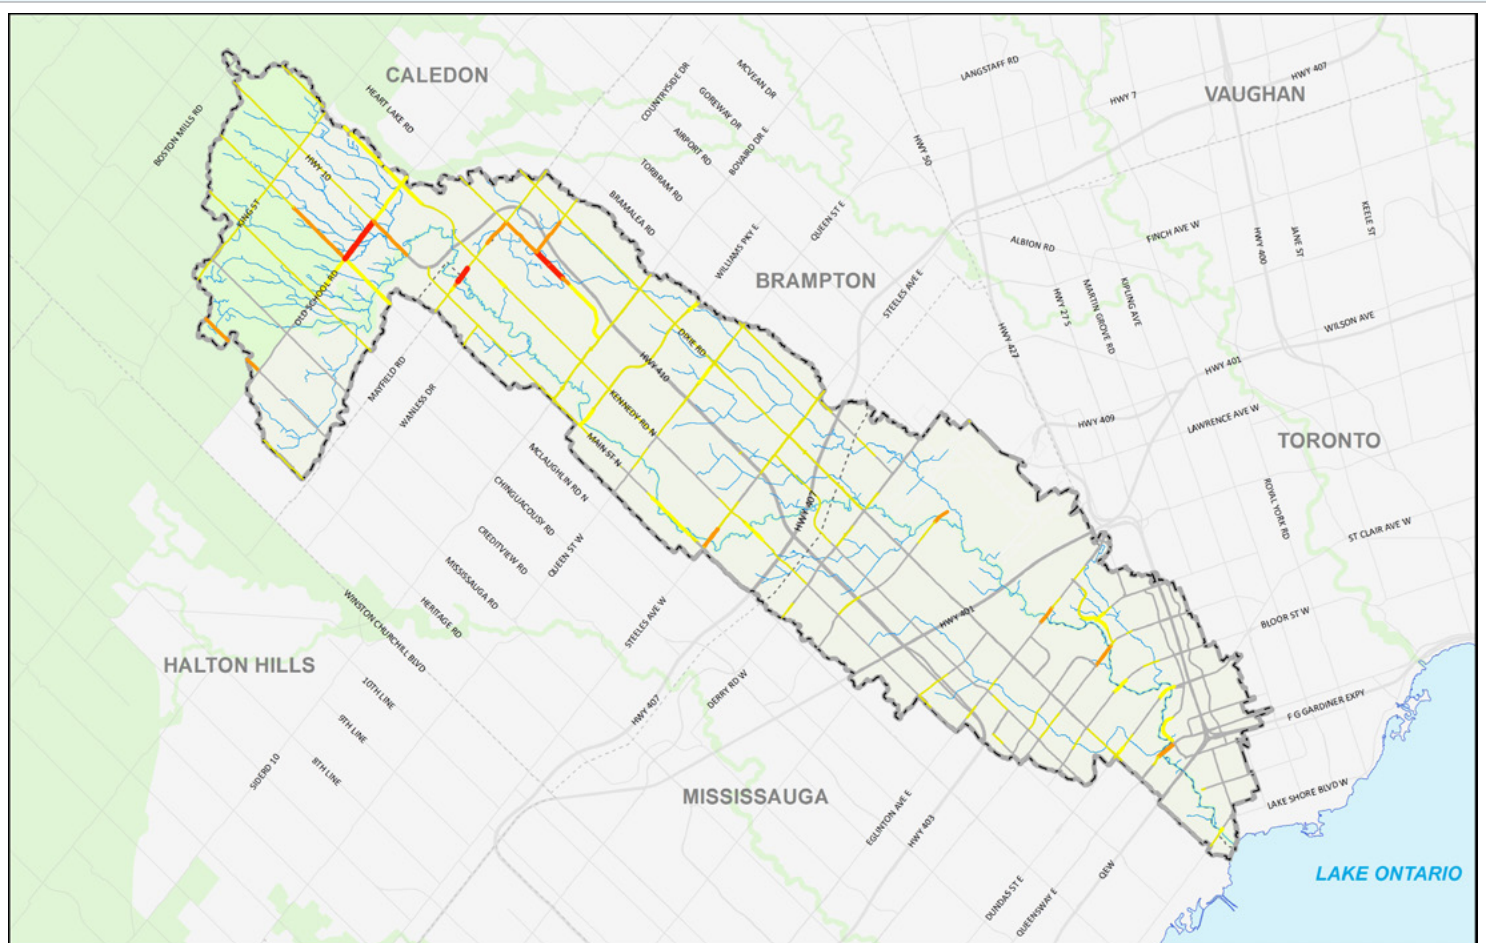 CALEDON
VAUGHAN
HWY 407
LANGSTAFF RD
HWY 7
MCVEAN DR
COUNTRYSIDE DR
GOREWAY DR
HEART LAKE RD
AIRPORT RD
BOVAIRD DR E
BOSTON MILLS RD
HWY 50
HWY 10
TORBRAM RD
BRAMALEA RD
KING ST
QUEEN ST E
WILLIAMS PKY E
ALBION RD
FINCH AVE W
HWY 400
JANE ST
KEELE ST
OLD SCHOOL RD
BRAMPTON
STEELES AVE E
HWY 27 S
MARTIN GROVE RD
KIPLING AVE
WILSON AVE
HWY 427
DIXIE RD
HWY 410
HWY 401
MAYFIELD RD
WANLESS DR
KENNEDY RD N
HWY 409
LAWRENCE AVE W
TORONTO
MAIN ST N
MCLAUGHLIN RD N
CHINGUACOUSY RD
CREDITVIEW RD
QUEEN ST W
HWY 407
ROYAL YORK RD
ST CLAIR AVE W
MISSISSAUGA RD
HERITAGE RD
WINSTON CHURCHILL BLVD
STEELES AVE W
HWY 401
BLOOR ST W
HALTON HILLS
10TH LINE
9TH LINE
8TH LINE
SIDERD 10
HWY 407
DERRY RD W
F G GARDINER EXPY
MISSISSAUGA
LAKE SHORE BLVD W
EGLINTON AVE E
HWY 403
QEW
DUNDAS ST E
QUEENSWAY E
LAKE ONTARIO